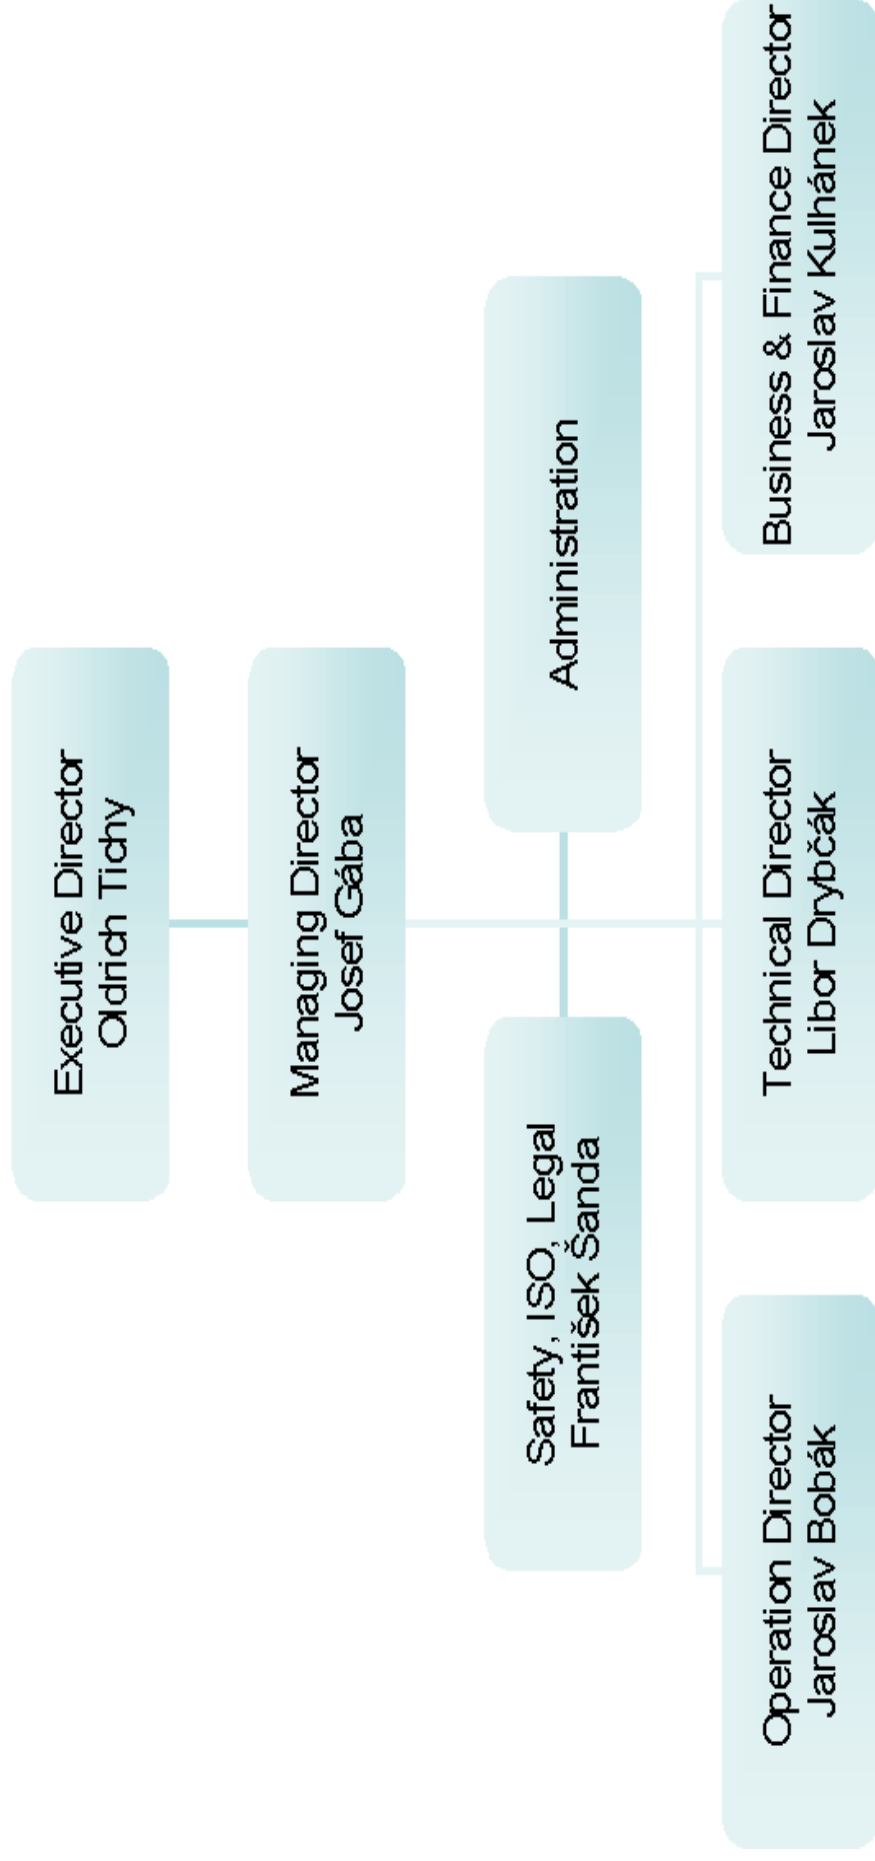 Executive Director
Oldrich Tichy
Managing Director
Josef Gába
Safety, ISO, Legal
František Šanda
Administration
Operation Director
Jaroslav Bobák
Technical Director
Libor Drybčák
Business & Finance Director
Jaroslav Kulhánek